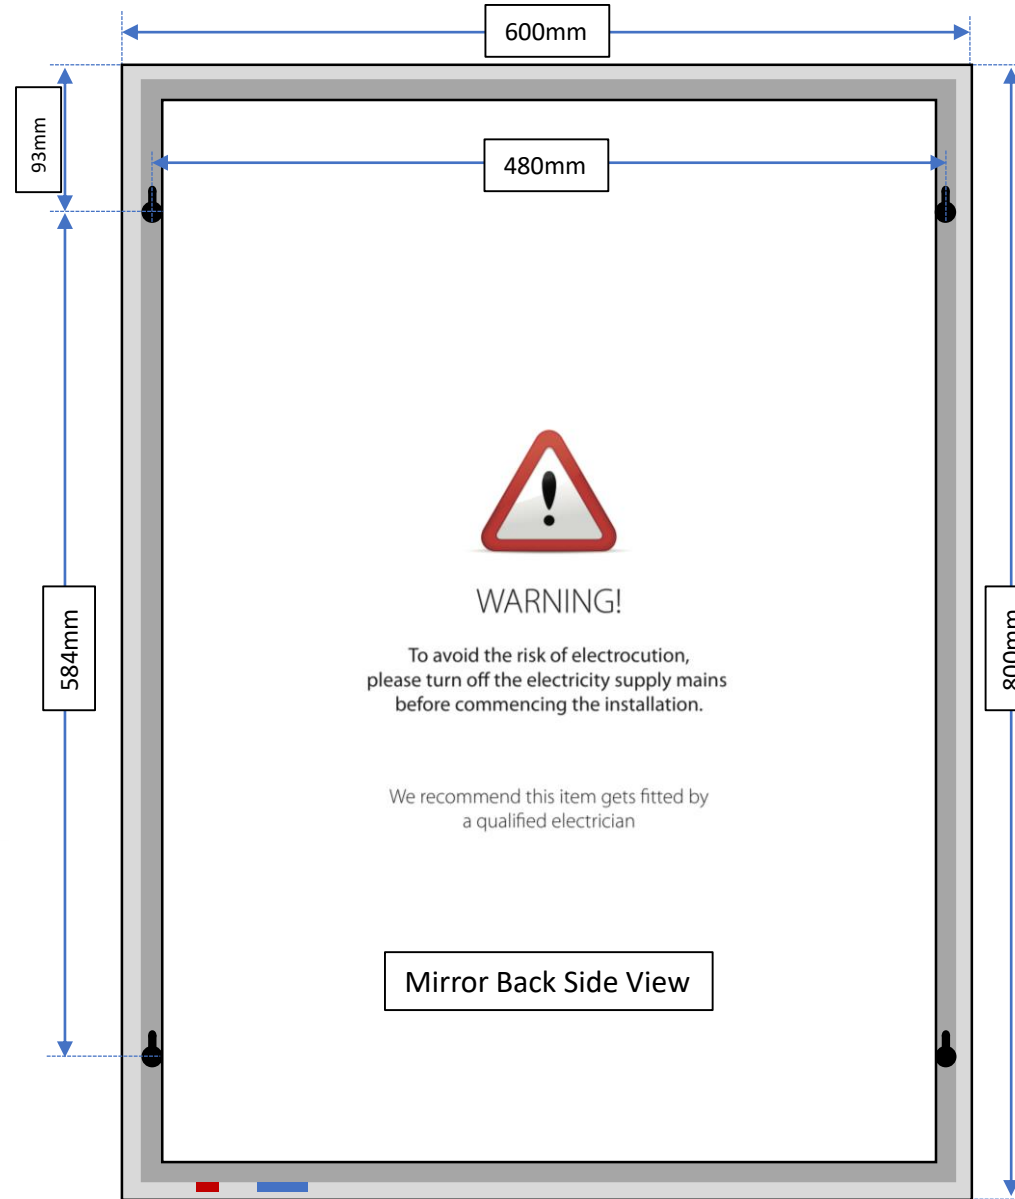 600mm
93mm
480mm
584mm
800mm
WARNING!
To avoid the risk of electrocution,
please turn off the electricity supply mains
before commencing the installation.
We recommend this item gets fitted by
a qualified electrician
Mirror Back Side View